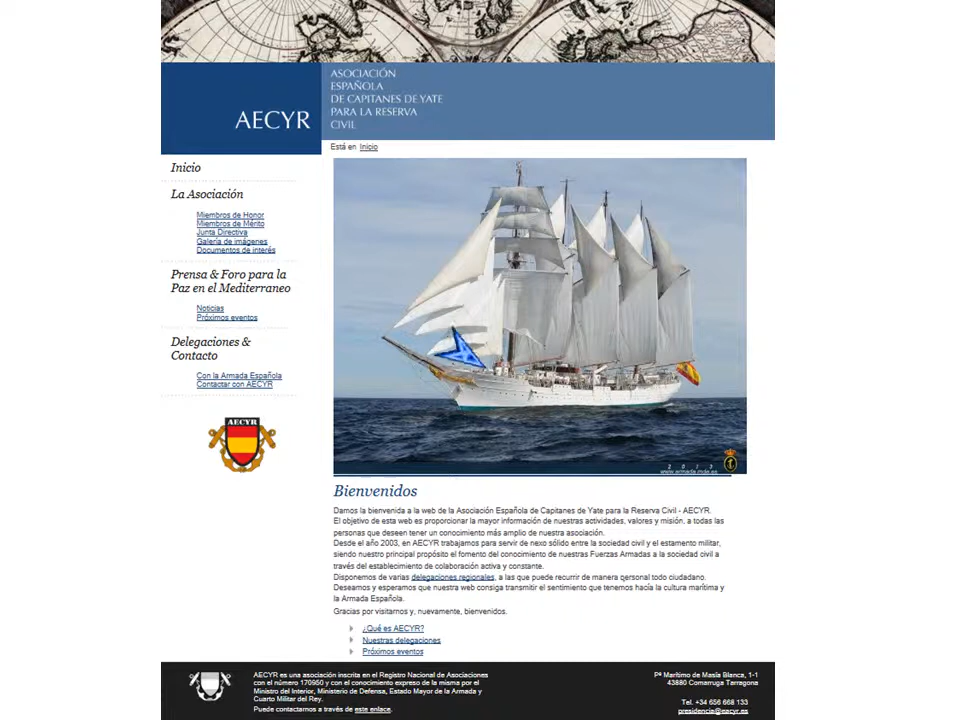 AECYR
ASOCIACIÓN
ESPAÑOLA
DE CAPITANES DE YATE
PARA LA RESERVA
CIVIL
Está en Inicio
Inicio
La Asociación
Miembros de Honor
Miembros de Mérito
Junta Directiva
Galería de imágenes
Documentos de interés
Prensa & Foro para la
Paz en el Mediterraneo
Noticias
Próximos eventos
Delegaciones &
Contacto
Con la Armada Española
Contactar con AECYR
AECYR
2 0 1 3
www.armada.mde.es
Bienvenidos
Damos la bienvenida a la web de la Asociación Española de Capitanes de Yate para la Reserva Civil - AECYR.
El objetivo de esta web es proporcionar la mayor información de nuestras actividades, valores y misión, a todas las
personas que deseen tener un conocimiento más amplio de nuestra asociación.
Desde el año 2003, en AECYR trabajamos para servir de nexo sólido entre la sociedad civil y el estamento militar,
siendo nuestro principal propósito el fomento del conocimiento de nuestras Fuerzas Armadas a la sociedad civil a
través del establecimiento de colaboración activa y constante.
Disponemos de varias delegaciones regionales, a las que puede recurrir de manera qersonal todo ciudadano.
Deseamos y esperamos que nuestra web consiga transmitir el sentimiento que tenemos hacía la cultura marítima y
la Armada Española.
Gracias por visitarnos y, nuevamente, bienvenidos.
¿Qué es AECYR?
Nuestras delegaciones
Próximos eventos
AECYR es una asociación inscrita en el Registro Nacional de Asociaciones
con el número 170950 y con el conocimiento expreso de la misma por el
Ministro del Interior, Ministerio de Defensa, Estado Mayor de la Armada y
Cuarto Militar del Rey.
Puede contactarnos a través de este enlace.
Pº Marítimo de Masía Blanca, 1-1
43880 Comarruga Tarragona
Tel. +34 656 668 133
presidencia@eacyr.es